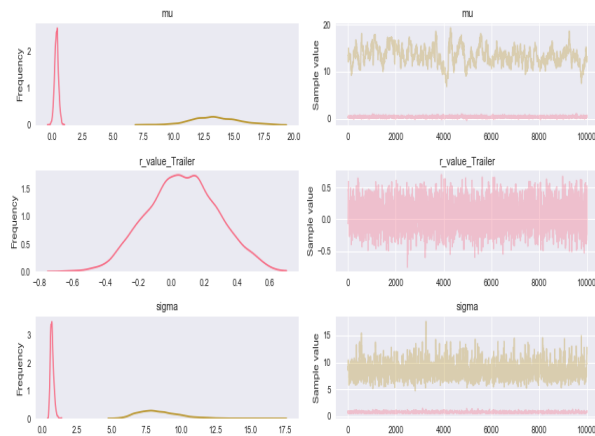 mu
mu
Frequency
2
1
0
0.0 2.5 5.0 7.5 10.0 12.5 15.0 17.5 20.0
Sample value
20
10
0
0 2000 4000 6000 8000 10000
r_value_Trailer
r_value_Trailer
Frequency
1.5
1.0
0.5
0.0
−0.8 −0.6 −0.4 −0.2 0.0 0.2 0.4 0.6
Sample value
0.5
0.0
−0.5
0 2000 4000 6000 8000 10000
sigma
sigma
Frequency
3
2
1
0
0.0 2.5 5.0 7.5 10.0 12.5 15.0 17.5
Sample value
15
10
5
0
0 2000 4000 6000 8000 10000